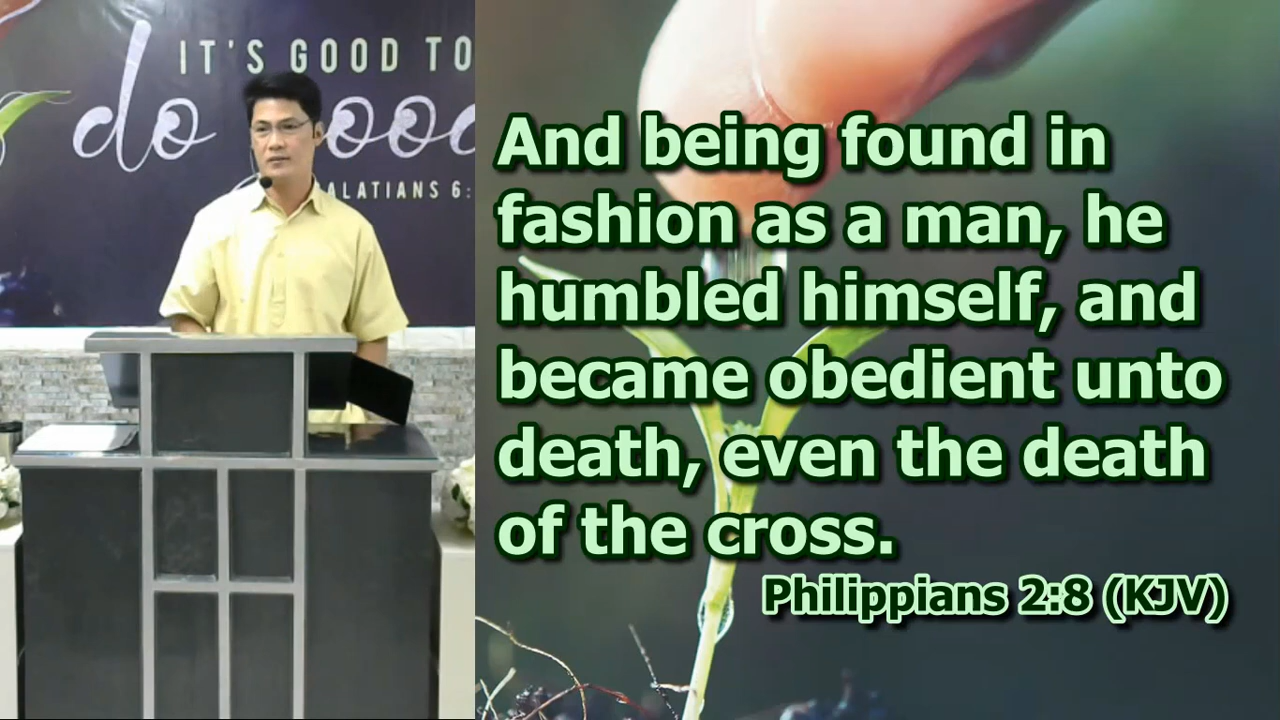 IT'S GOOD TO
do good
ALATIANS 6:
And being found in
fashion as a man, he
humbled himself, and
became obedient unto
death, even the death
of the cross.
Philippians 2:8 (KJV)